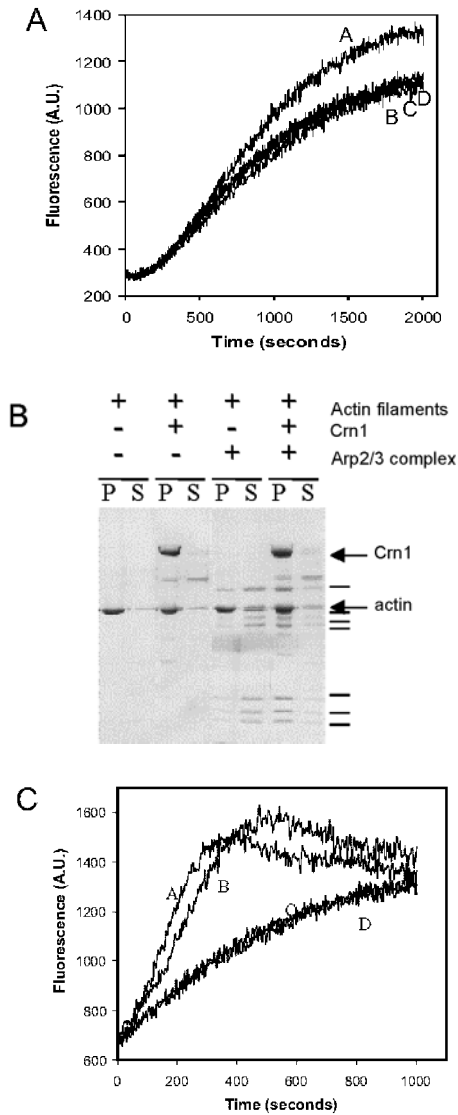 A
1400
1200
1000
800
600
400
200
Fluorescence (A.U.)
A
B C D
0 500 1000 1500 2000
Time (seconds)
B
+ + + + Actin filaments
- + - + Crn1
- - + + Arp2/3 complex
P S P S P S P S
Crn1
actin
C
1600
1400
1200
1000
800
600
Fluorescence (A.U.)
A B C D
0 200 400 600 800 1000
Time (seconds)